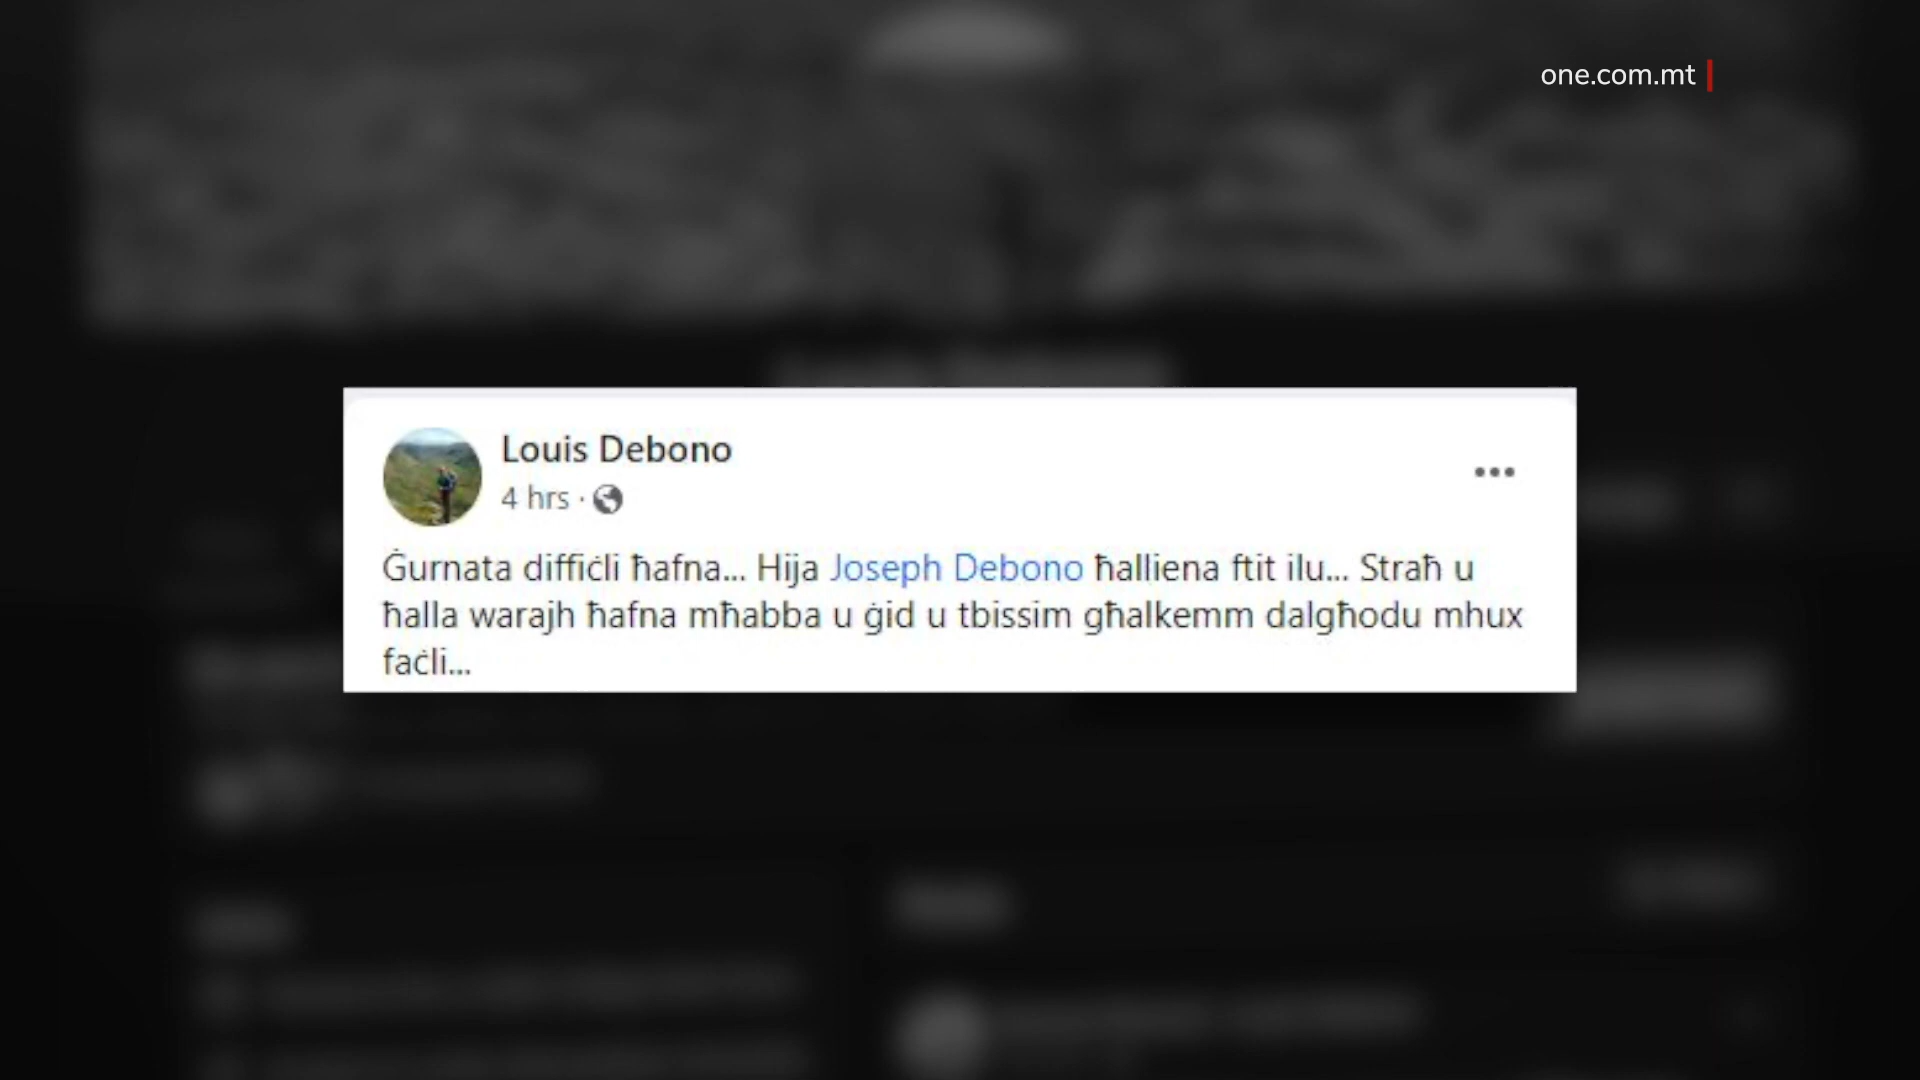 one.com.mt
Louis Debono
4 hrs ·
Ġurnata diffiċli ħafna... Hija Joseph Debono ħalliena ftit ilu... Straħ u
ħalla warajh ħafna mħabba u ġid u tbissim għalkemm dalgħodu mhux
faċli...